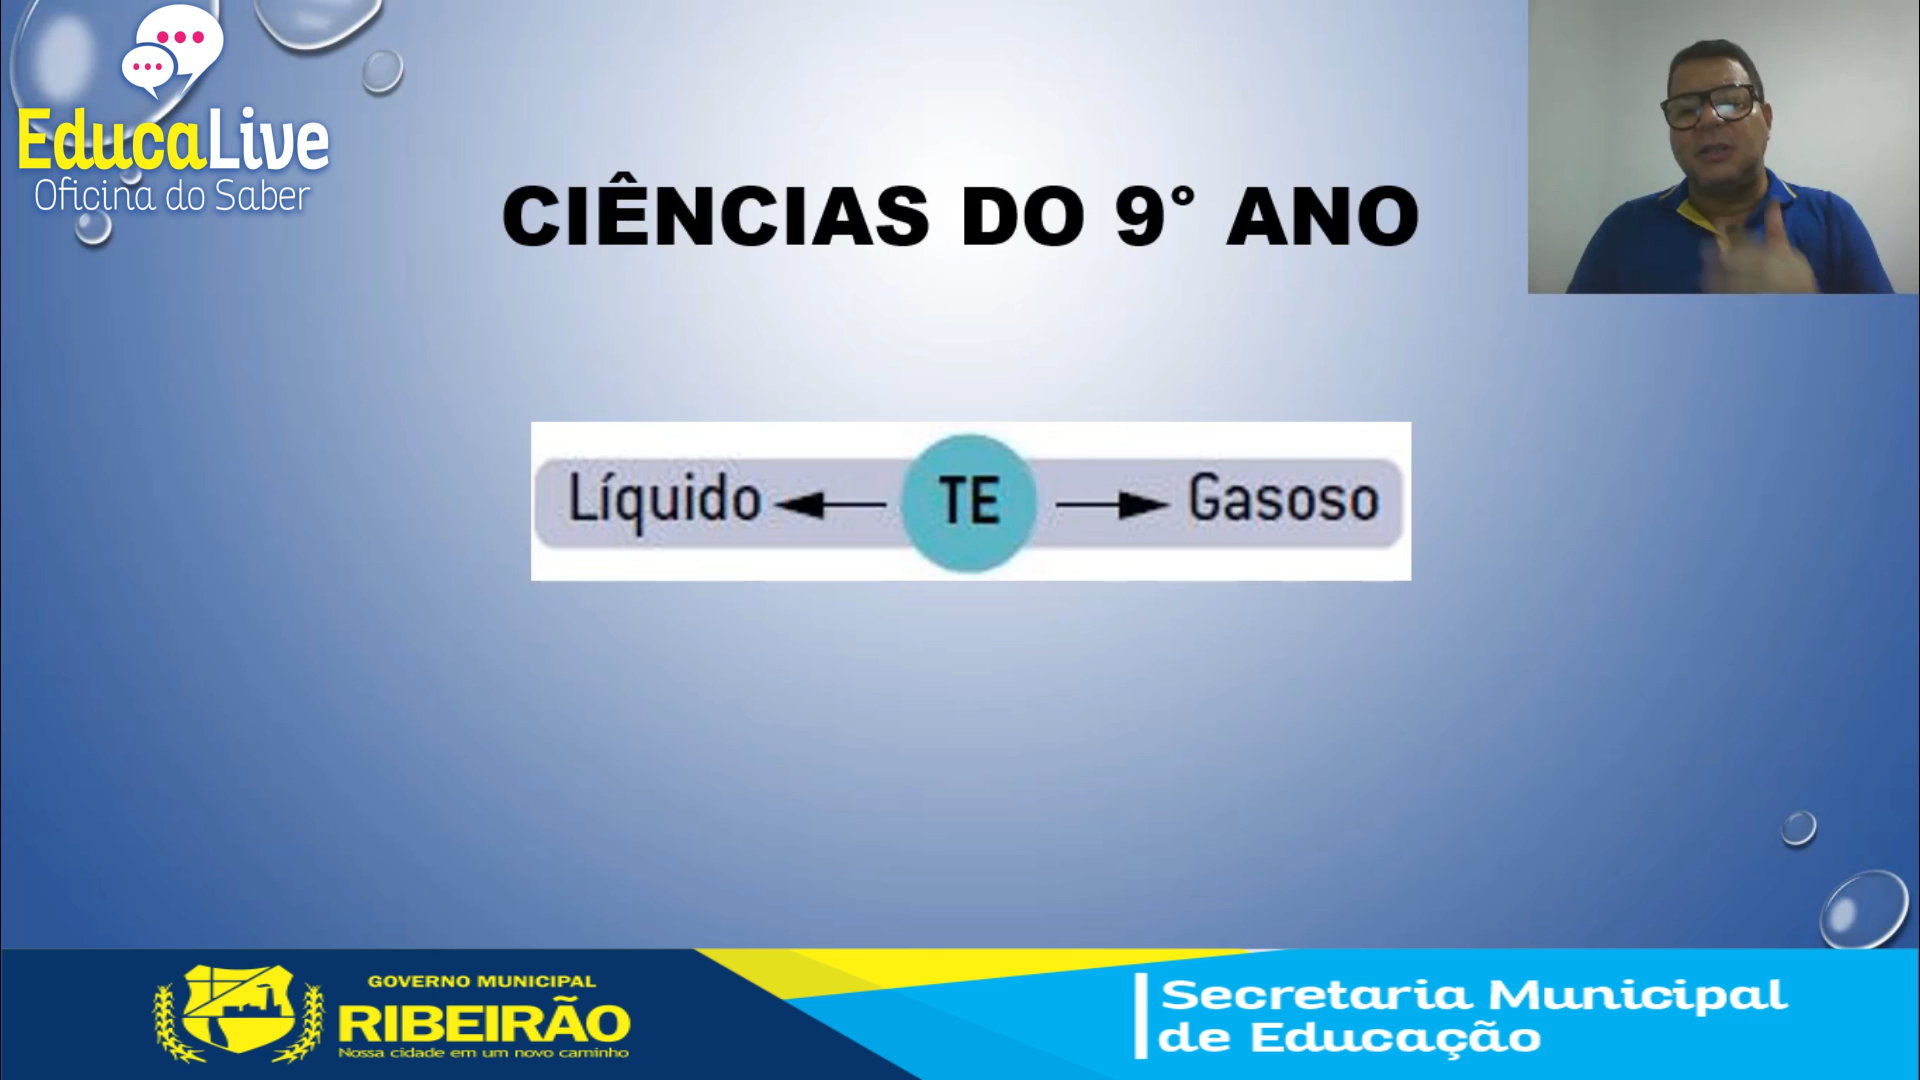 EducaLive
Oficina do Saber
CIÊNCIAS DO 9° ANO
Líquido TE Gasoso
GOVERNO MUNICIPAL
RIBEIRÃO
Nossa cidade em um novo caminho
Secretaria Municipal
de Educação